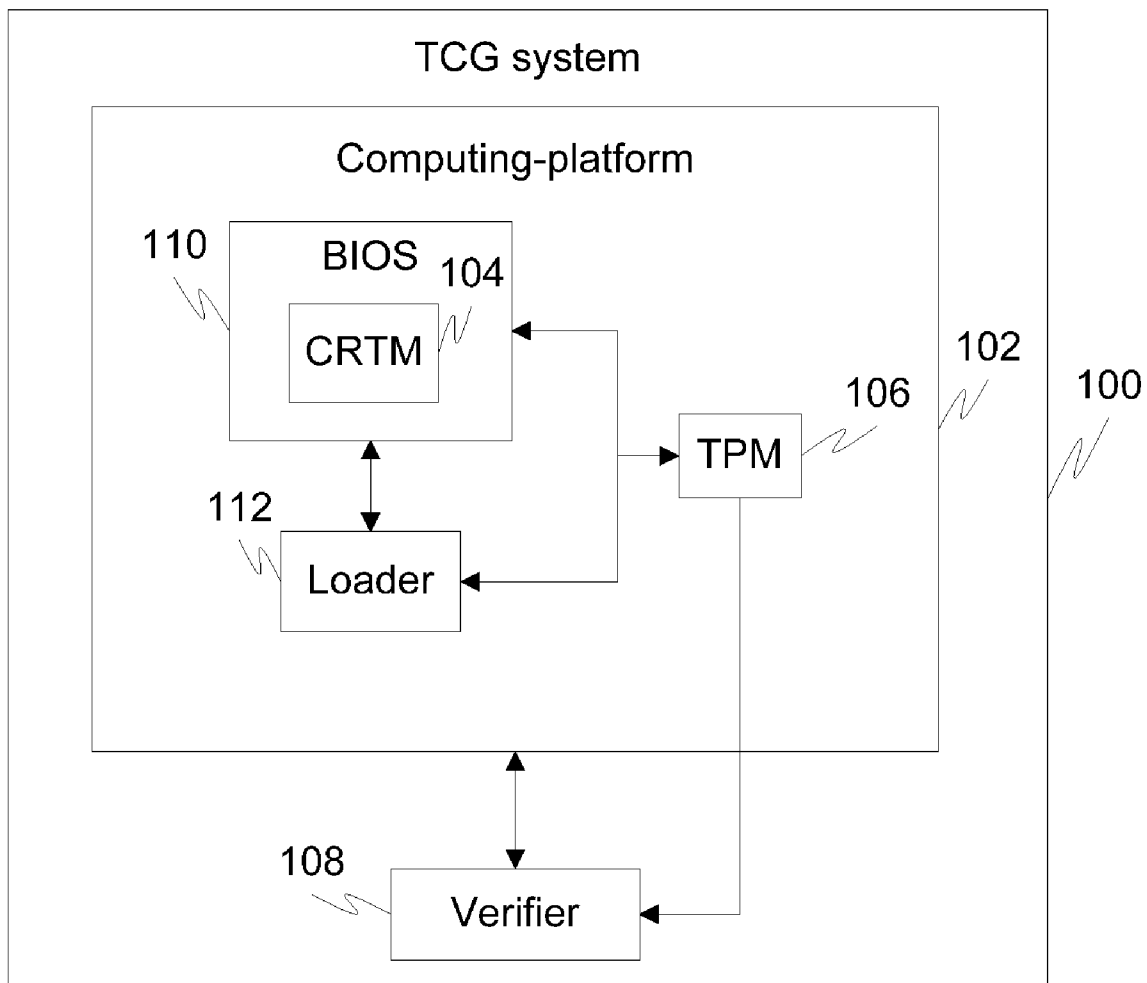 TCG system
Computing-platform
110
BIOS
104
CRTM
102
100
106
TPM
112
Loader
108
Verifier